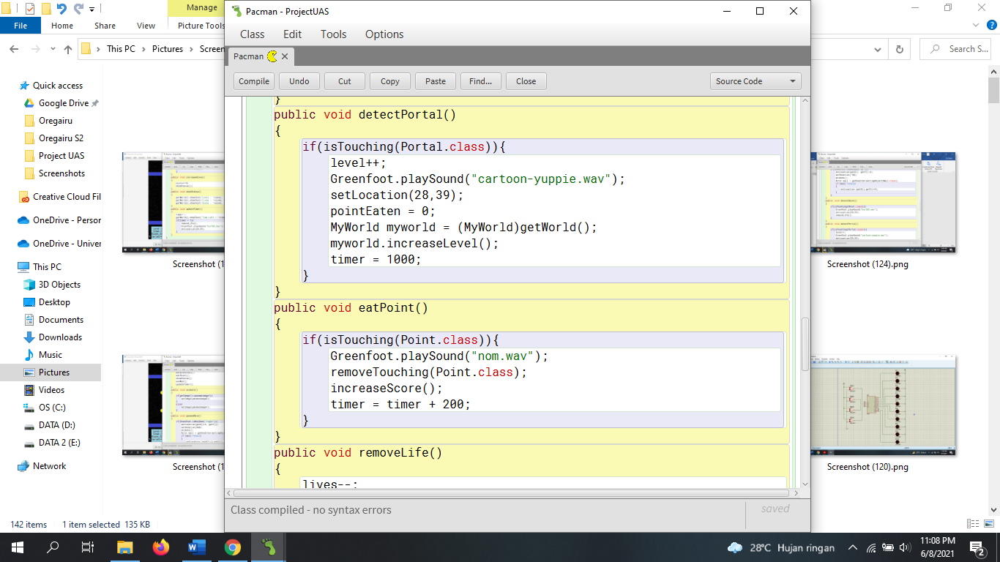 Manage
Pacman - ProjectUAS
File
Home
Share
View
Picture Tools
Class
Edit
Tools
Options
This PC
Pictures
Screen
Search S...
Pacman
Compile
Undo
Cut
Copy
Paste
Find...
Close
Source Code
Quick access
Google Drive
Oregairu
Oregairu S2
Project UAS
Screenshots
Creative Cloud Fil
OneDrive - Person
OneDrive - Univer
This PC
3D Objects
Desktop
Documents
Downloads
Music
Pictures
Videos
OS (C:)
DATA (D:)
DATA 2 (E:)
Network
}
public void detectPortal()
{
if(isTouching(Portal.class)){
level++;
Greenfoot.playSound("cartoon-yuppie.wav");
setLocation(28,39);
pointEaten = 0;
MyWorld myworld = (MyWorld)getWorld();
myworld.increaseLevel();
timer = 1000;
}
}
public void eatPoint()
{
if(isTouching(Point.class)){
Greenfoot.playSound("nom.wav");
removeTouching(Point.class);
increaseScore();
timer = timer + 200;
}
}
public void removeLife()
{
lives--;
Screenshot (1
Screenshot (124).png
Screenshot (1
Screenshot (120).png
Class compiled - no syntax errors
saved
142 items
1 item selected 135 KB
28°C Hujan ringan
11:08 PM
6/8/2021
2